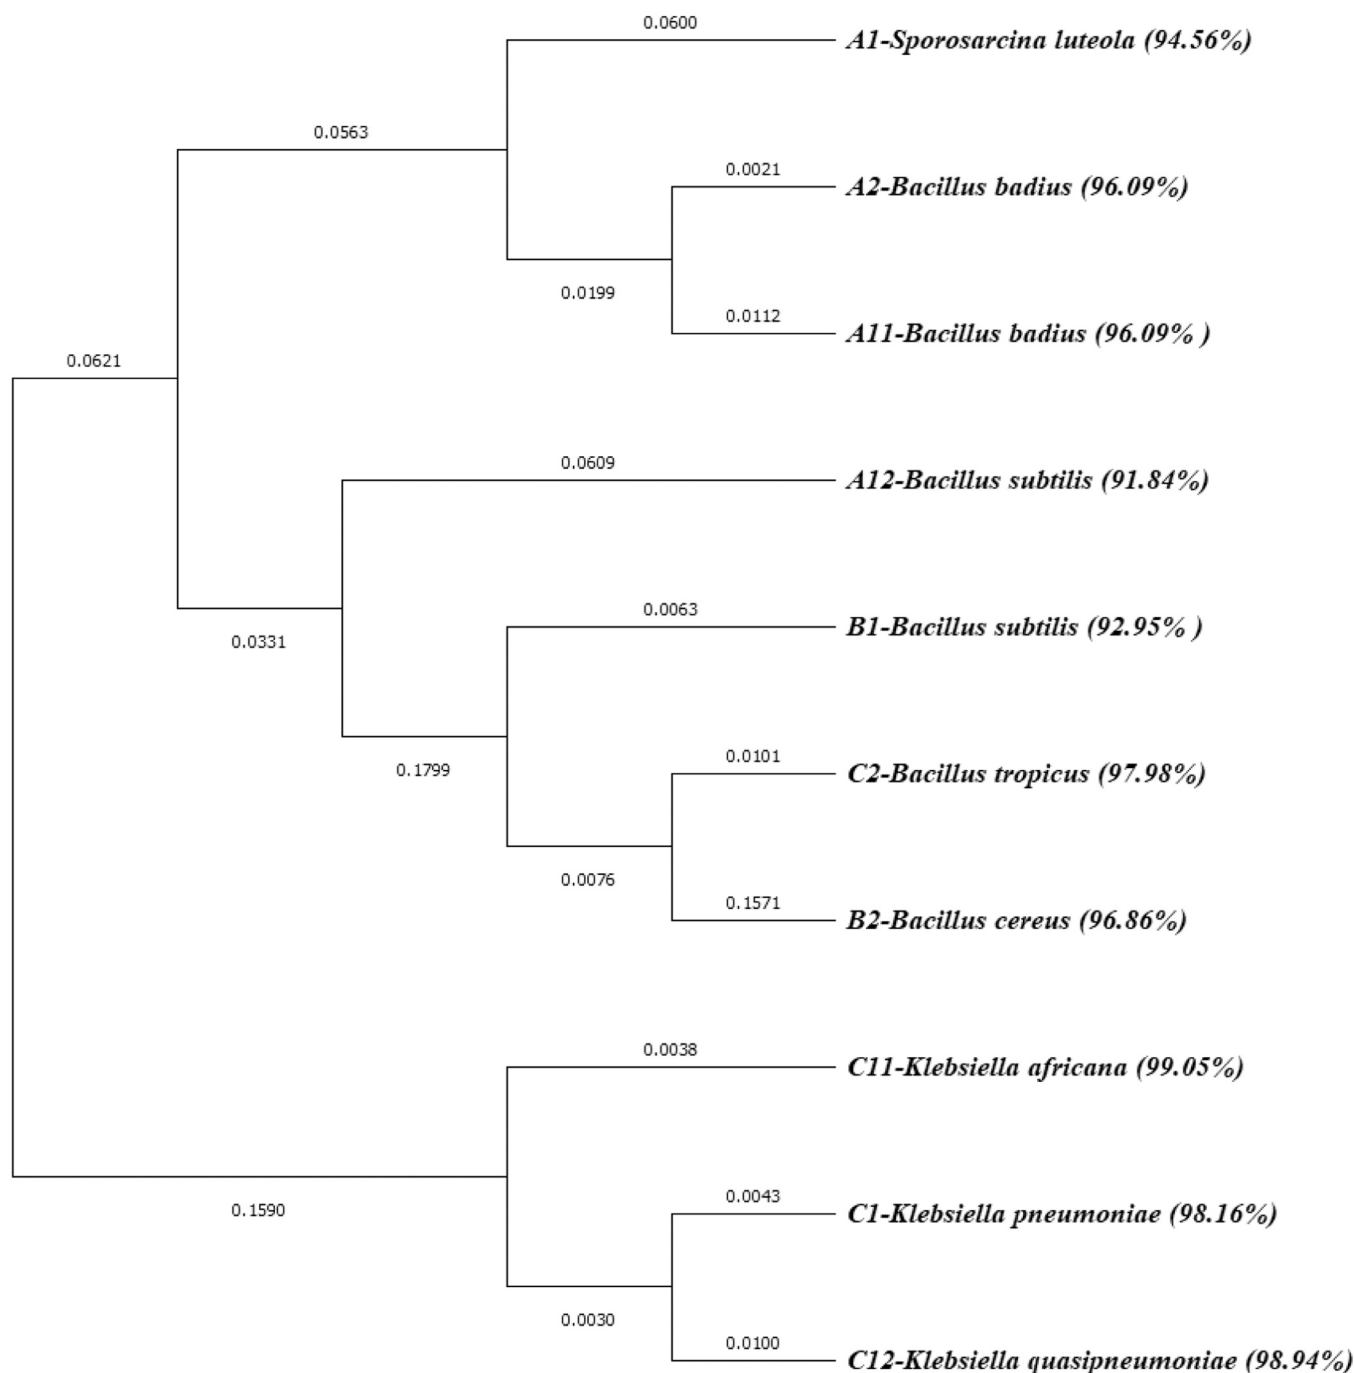 0.0600
A1-Sporosarcina luteola (94.56%)
0.0563
0.0021
A2-Bacillus badius (96.09%)
0.0199
0.0112
A11-Bacillus badius (96.09% )
0.0621
0.0609
A12-Bacillus subtilis (91.84%)
0.0331
0.0063
B1-Bacillus subtilis (92.95% )
0.1799
0.0101
C2-Bacillus tropicus (97.98%)
0.0076
0.1571
B2-Bacillus cereus (96.86%)
0.0038
C11-Klebsiella africana (99.05%)
0.1590
0.0043
C1-Klebsiella pneumoniae (98.16%)
0.0030
0.0100
C12-Klebsiella quasipneumoniae (98.94%)